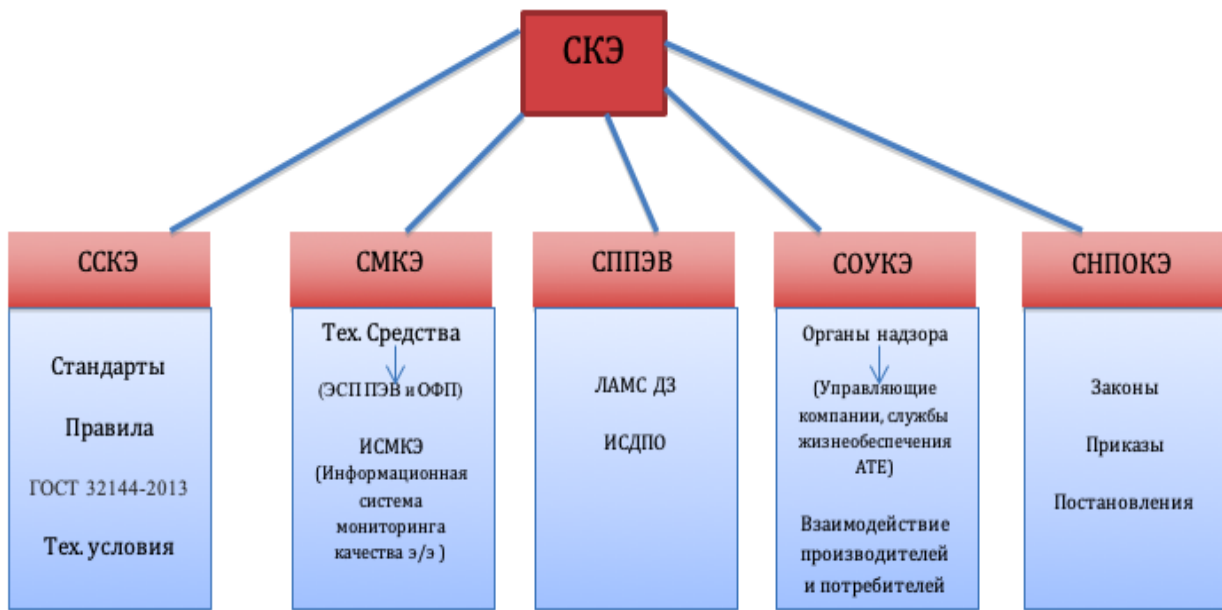 СКЭ
ССКЭ
Стандарты
Правила
ГОСТ 32144-2013
Тех. условия
СМКЭ
Тех. Средства
(ЭСП ПЭВ и ОФП)
ИСМКЭ
(Информационная
система
мониторинга
качества э/э )
СППЭВ
ЛАМС ДЗ
ИСДПО
СОУКЭ
Органы надзора
(Управляющие
компании, службы
жизнеобеспечения
АТЕ)
Взаимодействие
производителей
и потребителей
СНПОКЭ
Законы
Приказы
Постановления